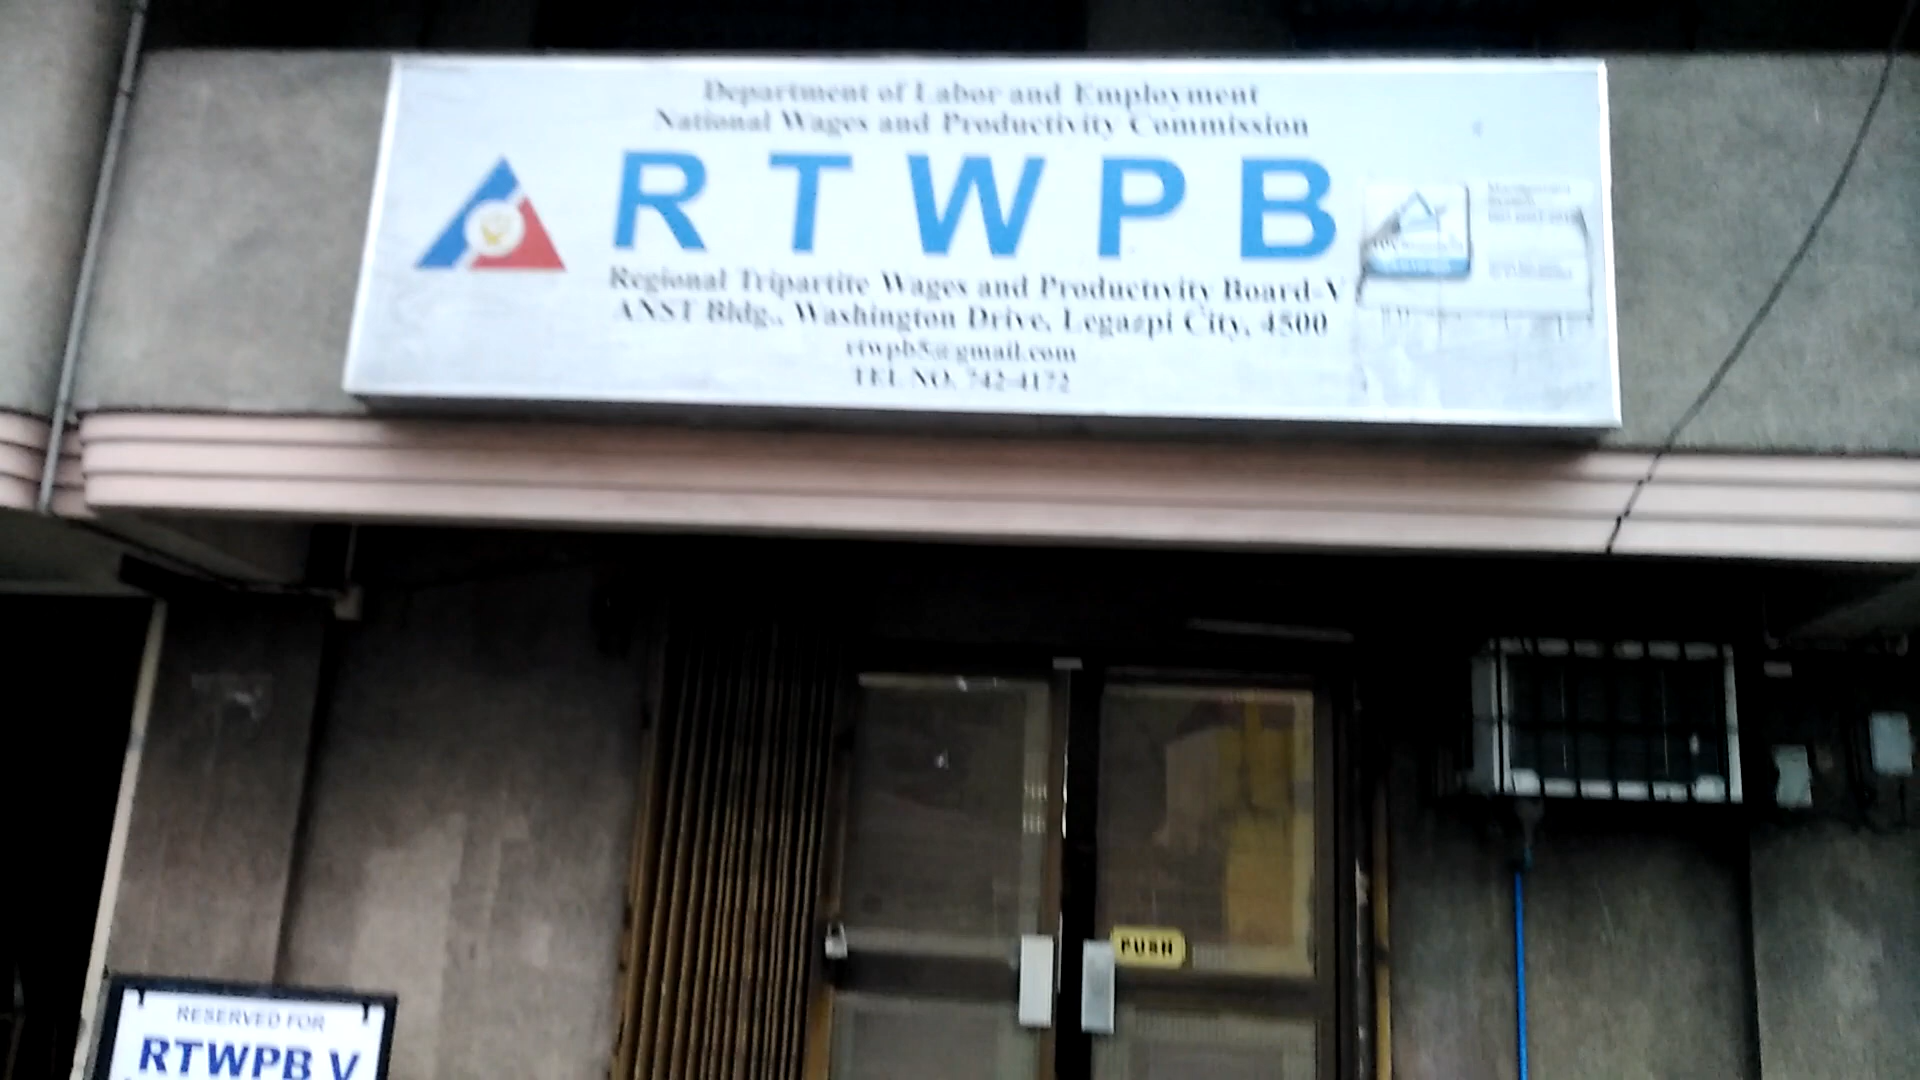 Department of Labor and Employment
National Wages and Productivity Commission
RTWPB
Regional Tripartite Wages and Productivity Board-V
ANST Bldg., Washington Drive, Legazpi City, 4500
rtwpb5@gmail.com
TEL NO. 742-4172
PUSH
RESERVED FOR
RTWPB V